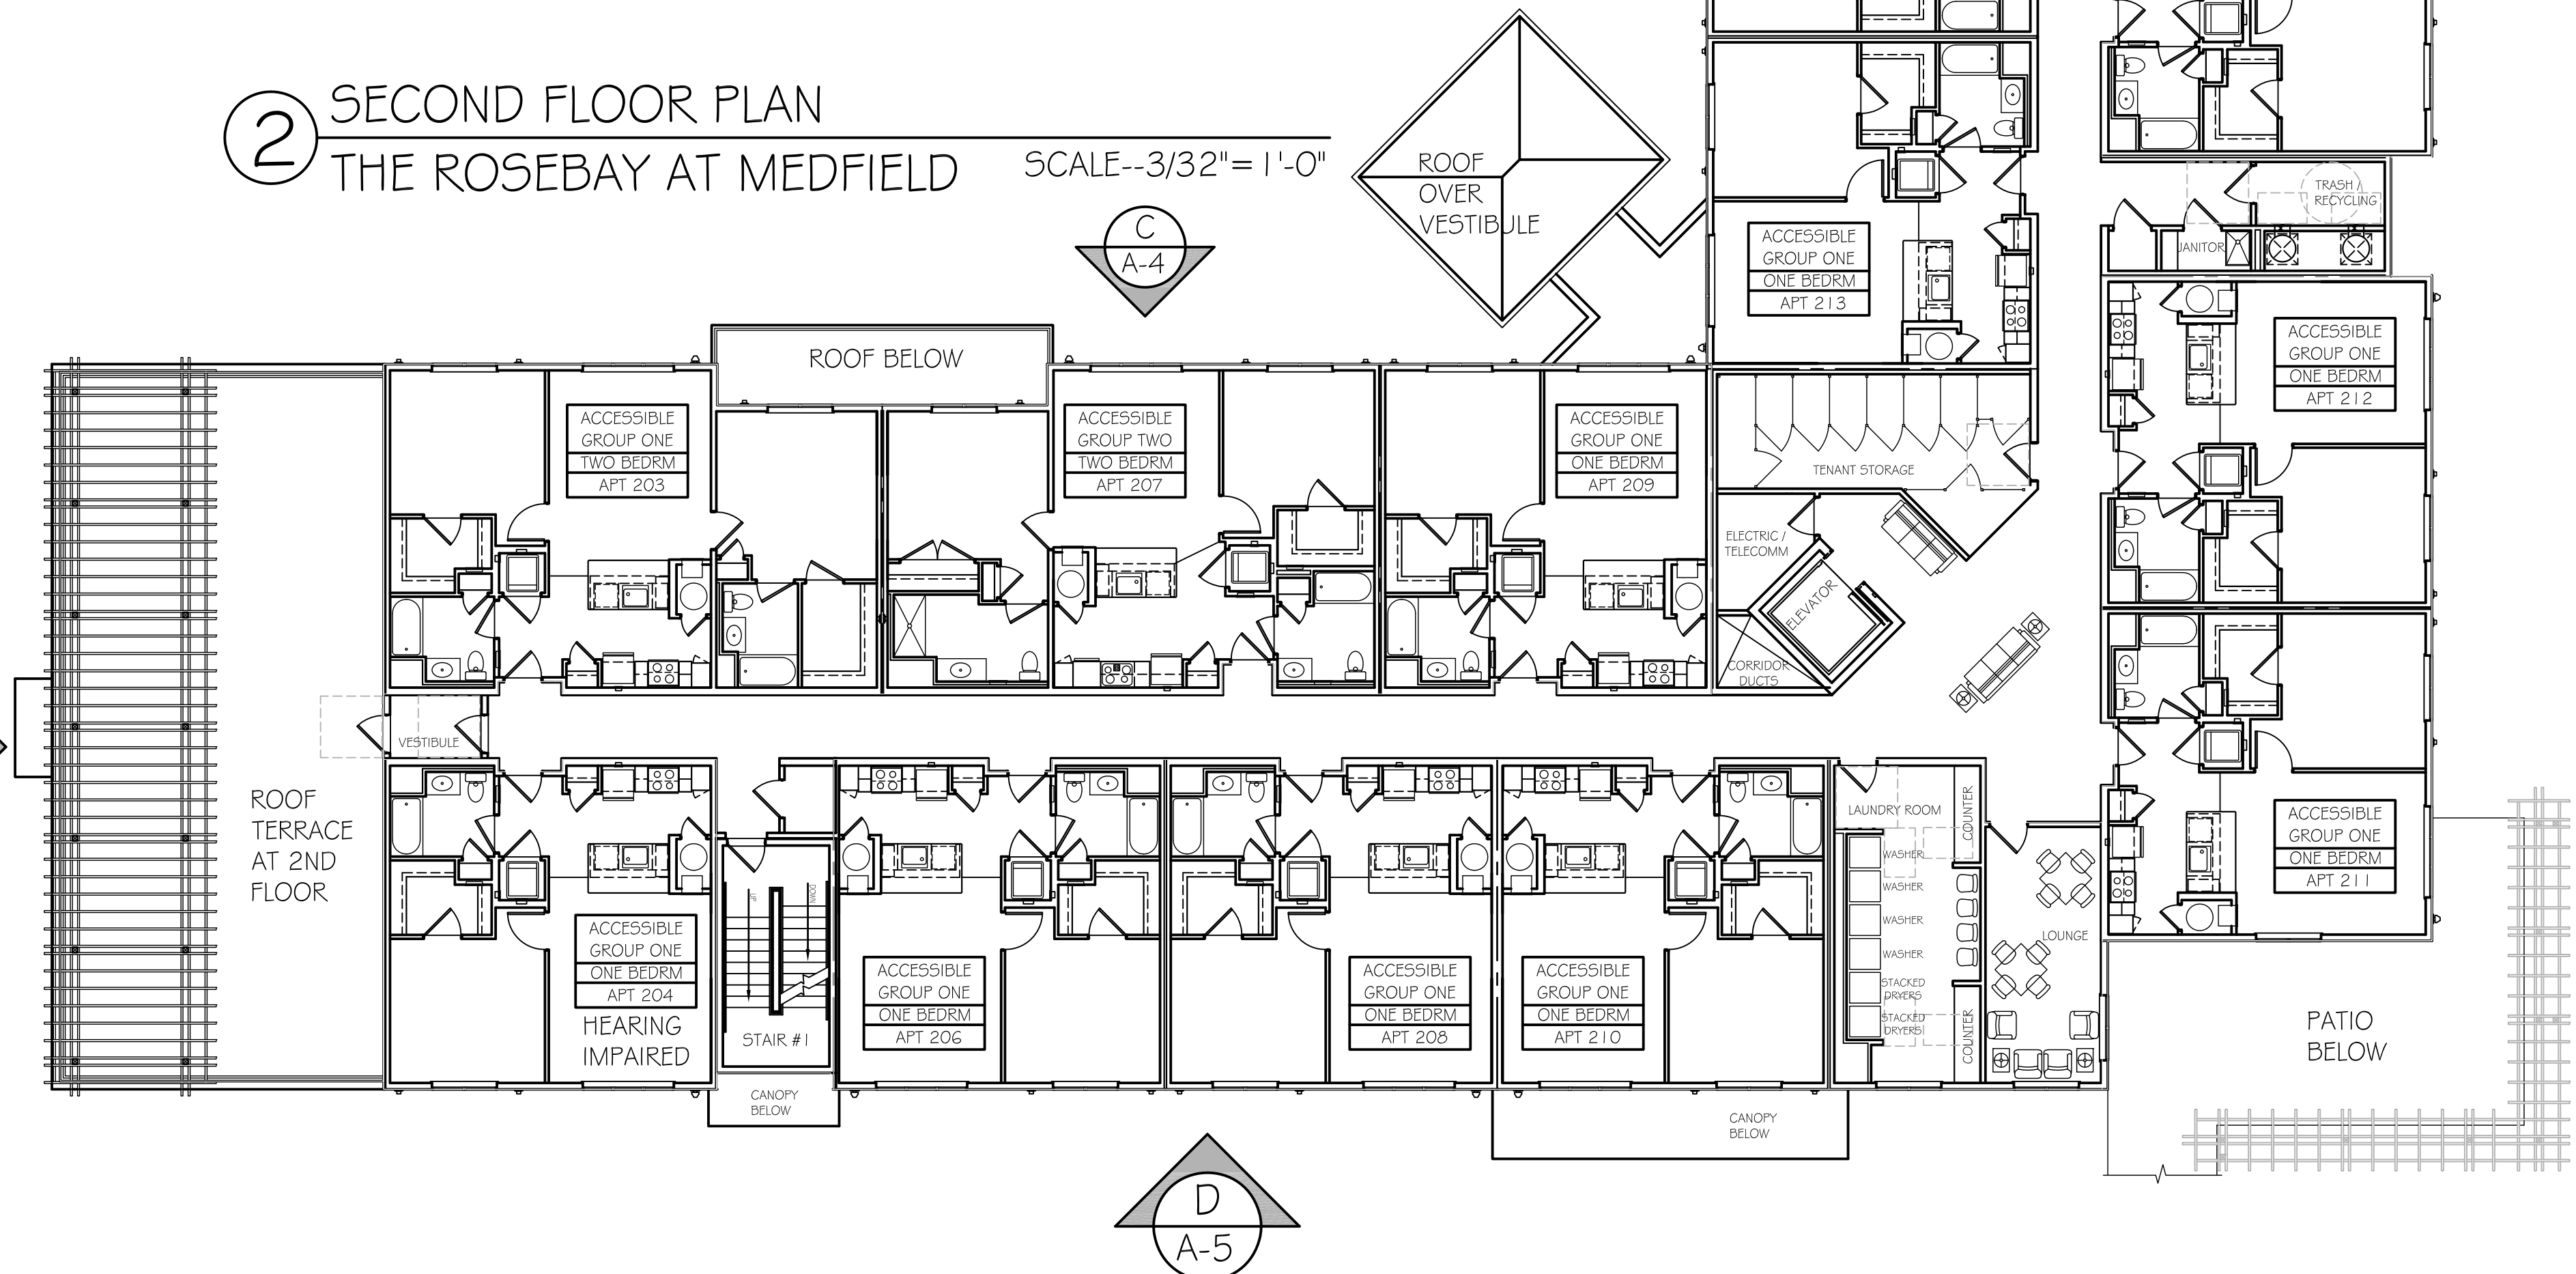 2
SECOND FLOOR PLAN
THE ROSEBAY AT MEDFIELD
SCALE--3/32"=1'-0"
C
A-4
ROOF
OVER
VESTIBULE
TRASH /
RECYCLING
JANITOR
ACCESSIBLE
GROUP ONE
ONE BEDRM
APT 213
ACCESSIBLE
GROUP ONE
ONE BEDRM
APT 212
ROOF BELOW
ACCESSIBLE
GROUP ONE
TWO BEDRM
APT 203
ACCESSIBLE
GROUP TWO
TWO BEDRM
APT 207
ACCESSIBLE
GROUP ONE
ONE BEDRM
APT 209
TENANT STORAGE
ELECTRIC /
TELECOMM
ELEVATOR
CORRIDOR
DUCTS
VESTIBULE
ROOF
TERRACE
AT 2ND
FLOOR
ACCESSIBLE
GROUP ONE
ONE BEDRM
APT 204
HEARING
IMPAIRED
UP
DOWN
STAIR #1
CANOPY
BELOW
ACCESSIBLE
GROUP ONE
ONE BEDRM
APT 206
ACCESSIBLE
GROUP ONE
ONE BEDRM
APT 208
ACCESSIBLE
GROUP ONE
ONE BEDRM
APT 210
CANOPY
BELOW
LAUNDRY ROOM
COUNTER
WASHER
WASHER
WASHER
WASHER
STACKED
DRYERS
STACKED
DRYERS
COUNTER
LOUNGE
ACCESSIBLE
GROUP ONE
ONE BEDRM
APT 211
PATIO
BELOW
D
A-5